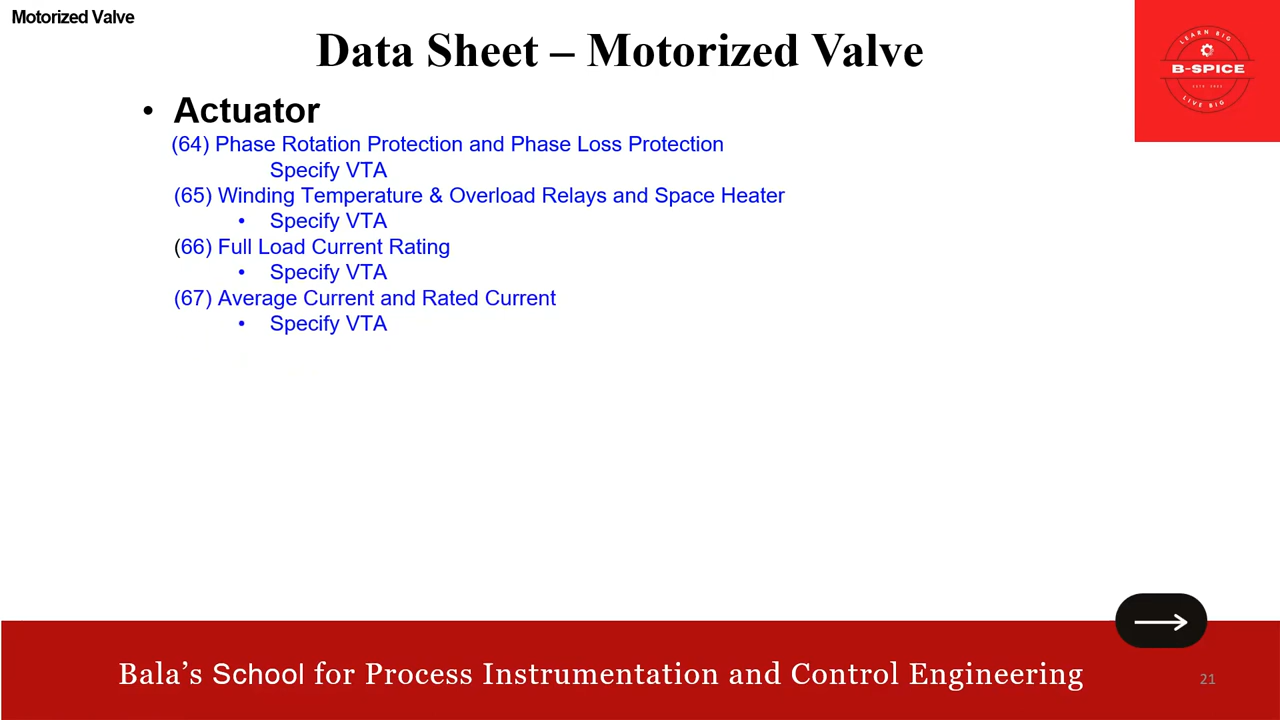 Motorized Valve
Data Sheet – Motorized Valve
LEARN BIG
B-SPICE
LIVE BIG
• Actuator
(64) Phase Rotation Protection and Phase Loss Protection
Specify VTA
(65) Winding Temperature & Overload Relays and Space Heater
• Specify VTA
(66) Full Load Current Rating
• Specify VTA
(67) Average Current and Rated Current
• Specify VTA
Bala’s School for Process Instrumentation and Control Engineering
21